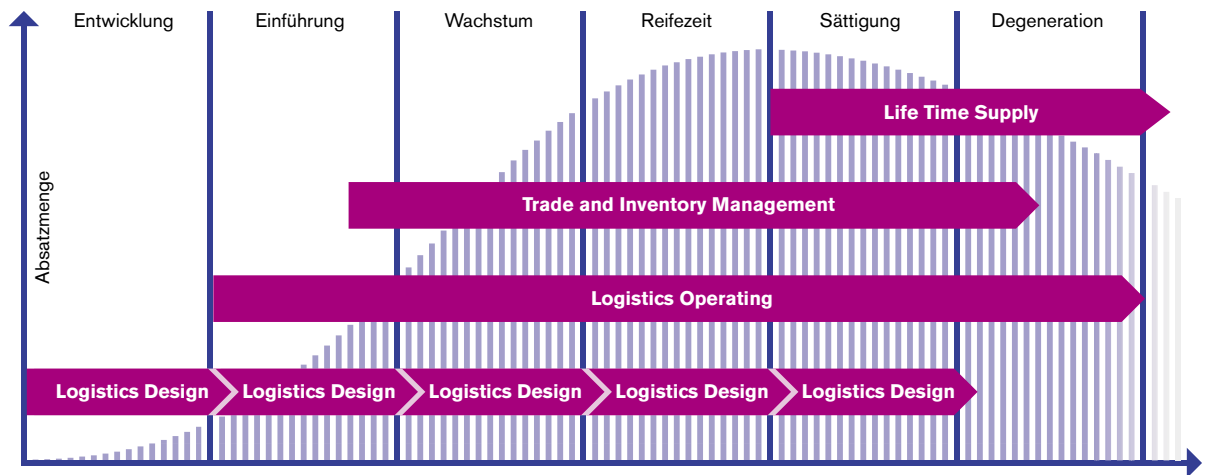 Entwicklung
Einführung
Wachstum
Reifezeit
Sättigung
Degeneration
Absatzmenge
Life Time Supply
Trade and Inventory Management
Logistics Operating
Logistics Design
Logistics Design
Logistics Design
Logistics Design
Logistics Design